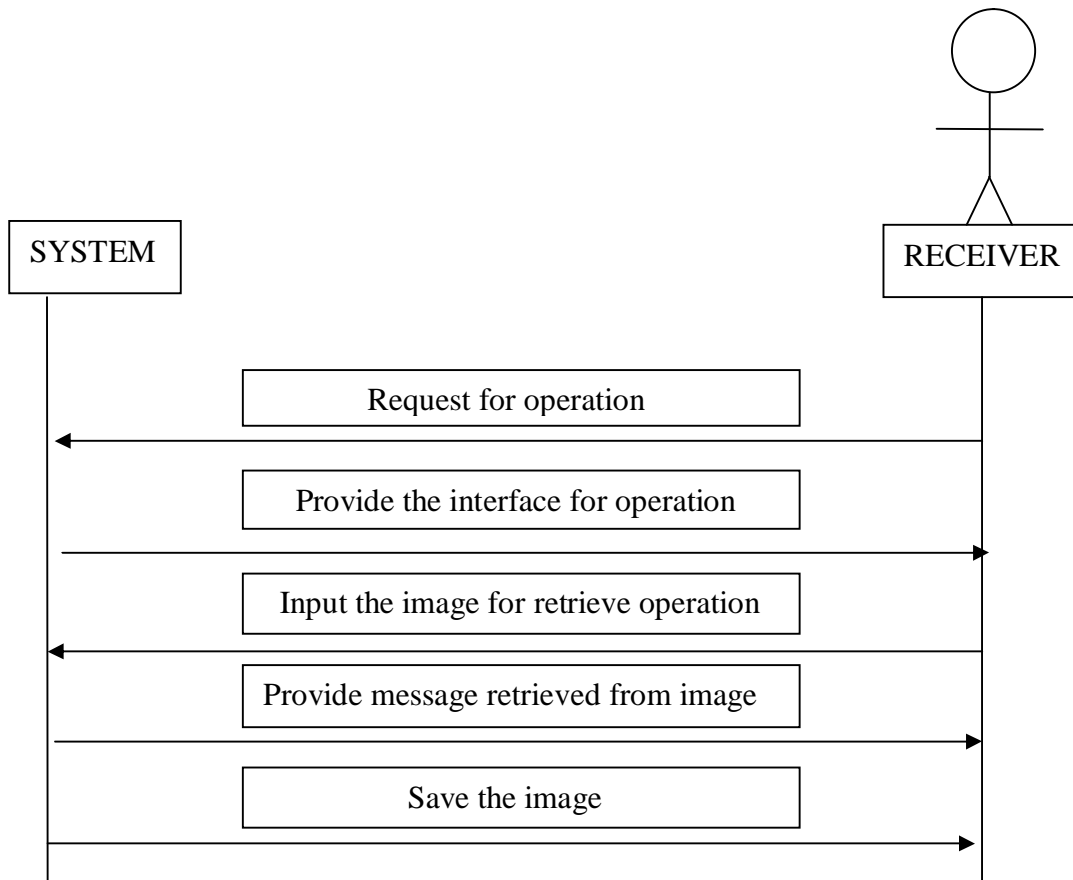 SYSTEM
RECEIVER
Request for operation
Provide the interface for operation
Input the image for retrieve operation
Provide message retrieved from image
Save the image